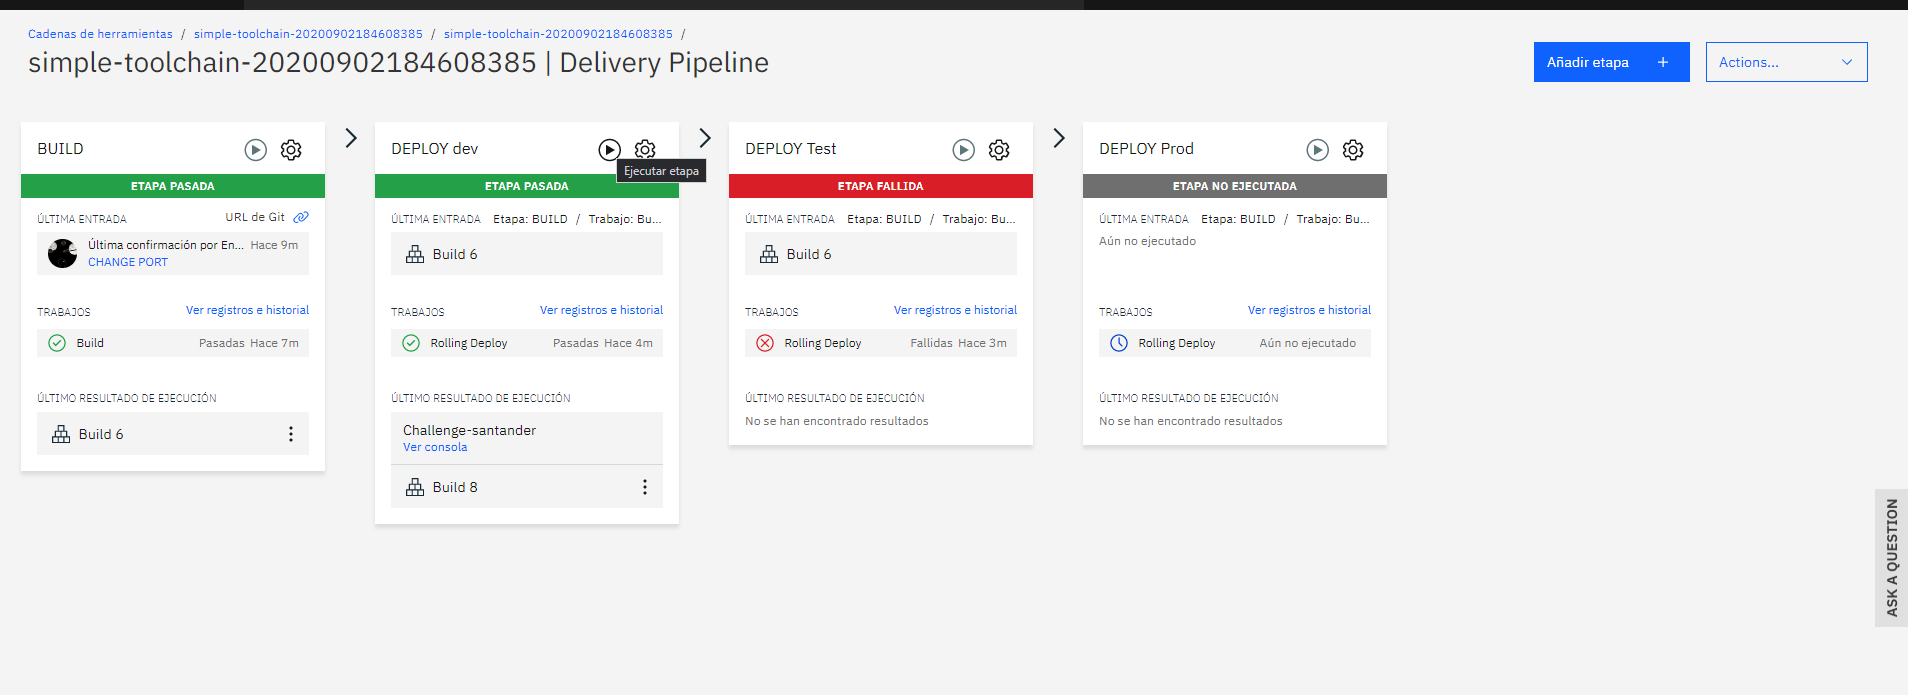 Cadenas de herramientas / simple-toolchain-20200902184608385 / simple-toolchain-20200902184608385 /
simple-toolchain-20200902184608385 | Delivery Pipeline
Añadir etapa +
Actions...
BUILD
ETAPA PASADA
ÚLTIMA ENTRADA URL de Git
Última confirmación por En... Hace 9m
CHANGE PORT
TRABAJOS Ver registros e historial
Build Pasadas Hace 7m
ÚLTIMO RESULTADO DE EJECUCIÓN
Build 6
DEPLOY dev
Ejecutar etapa
ETAPA PASADA
ÚLTIMA ENTRADA Etapa: BUILD / Trabajo: Bu...
Build 6
TRABAJOS Ver registros e historial
Rolling Deploy Pasadas Hace 4m
ÚLTIMO RESULTADO DE EJECUCIÓN
Challenge-santander
Ver consola
Build 8
DEPLOY Test
ETAPA FALLIDA
ÚLTIMA ENTRADA Etapa: BUILD / Trabajo: Bu...
Build 6
TRABAJOS Ver registros e historial
Rolling Deploy Fallidas Hace 3m
ÚLTIMO RESULTADO DE EJECUCIÓN
No se han encontrado resultados
DEPLOY Prod
ETAPA NO EJECUTADA
ÚLTIMA ENTRADA Etapa: BUILD / Trabajo: Bu...
Aún no ejecutado
TRABAJOS Ver registros e historial
Rolling Deploy Aún no ejecutado
ÚLTIMO RESULTADO DE EJECUCIÓN
No se han encontrado resultados
ASK A QUESTION